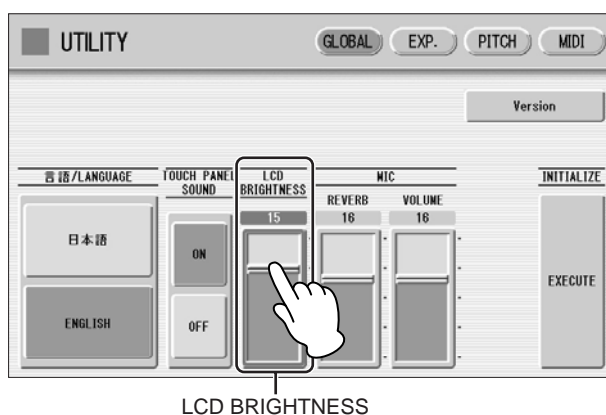 UTILITY
GLOBAL
EXP.
PITCH
MIDI
Version
言語/LANGUAGE
TOUCH PANEL
SOUND
LCD
BRIGHTNESS
MIC
INITIALIZE
REVERB
VOLUME
15
16
16
日本語
ON
EXECUTE
ENGLISH
OFF
LCD BRIGHTNESS